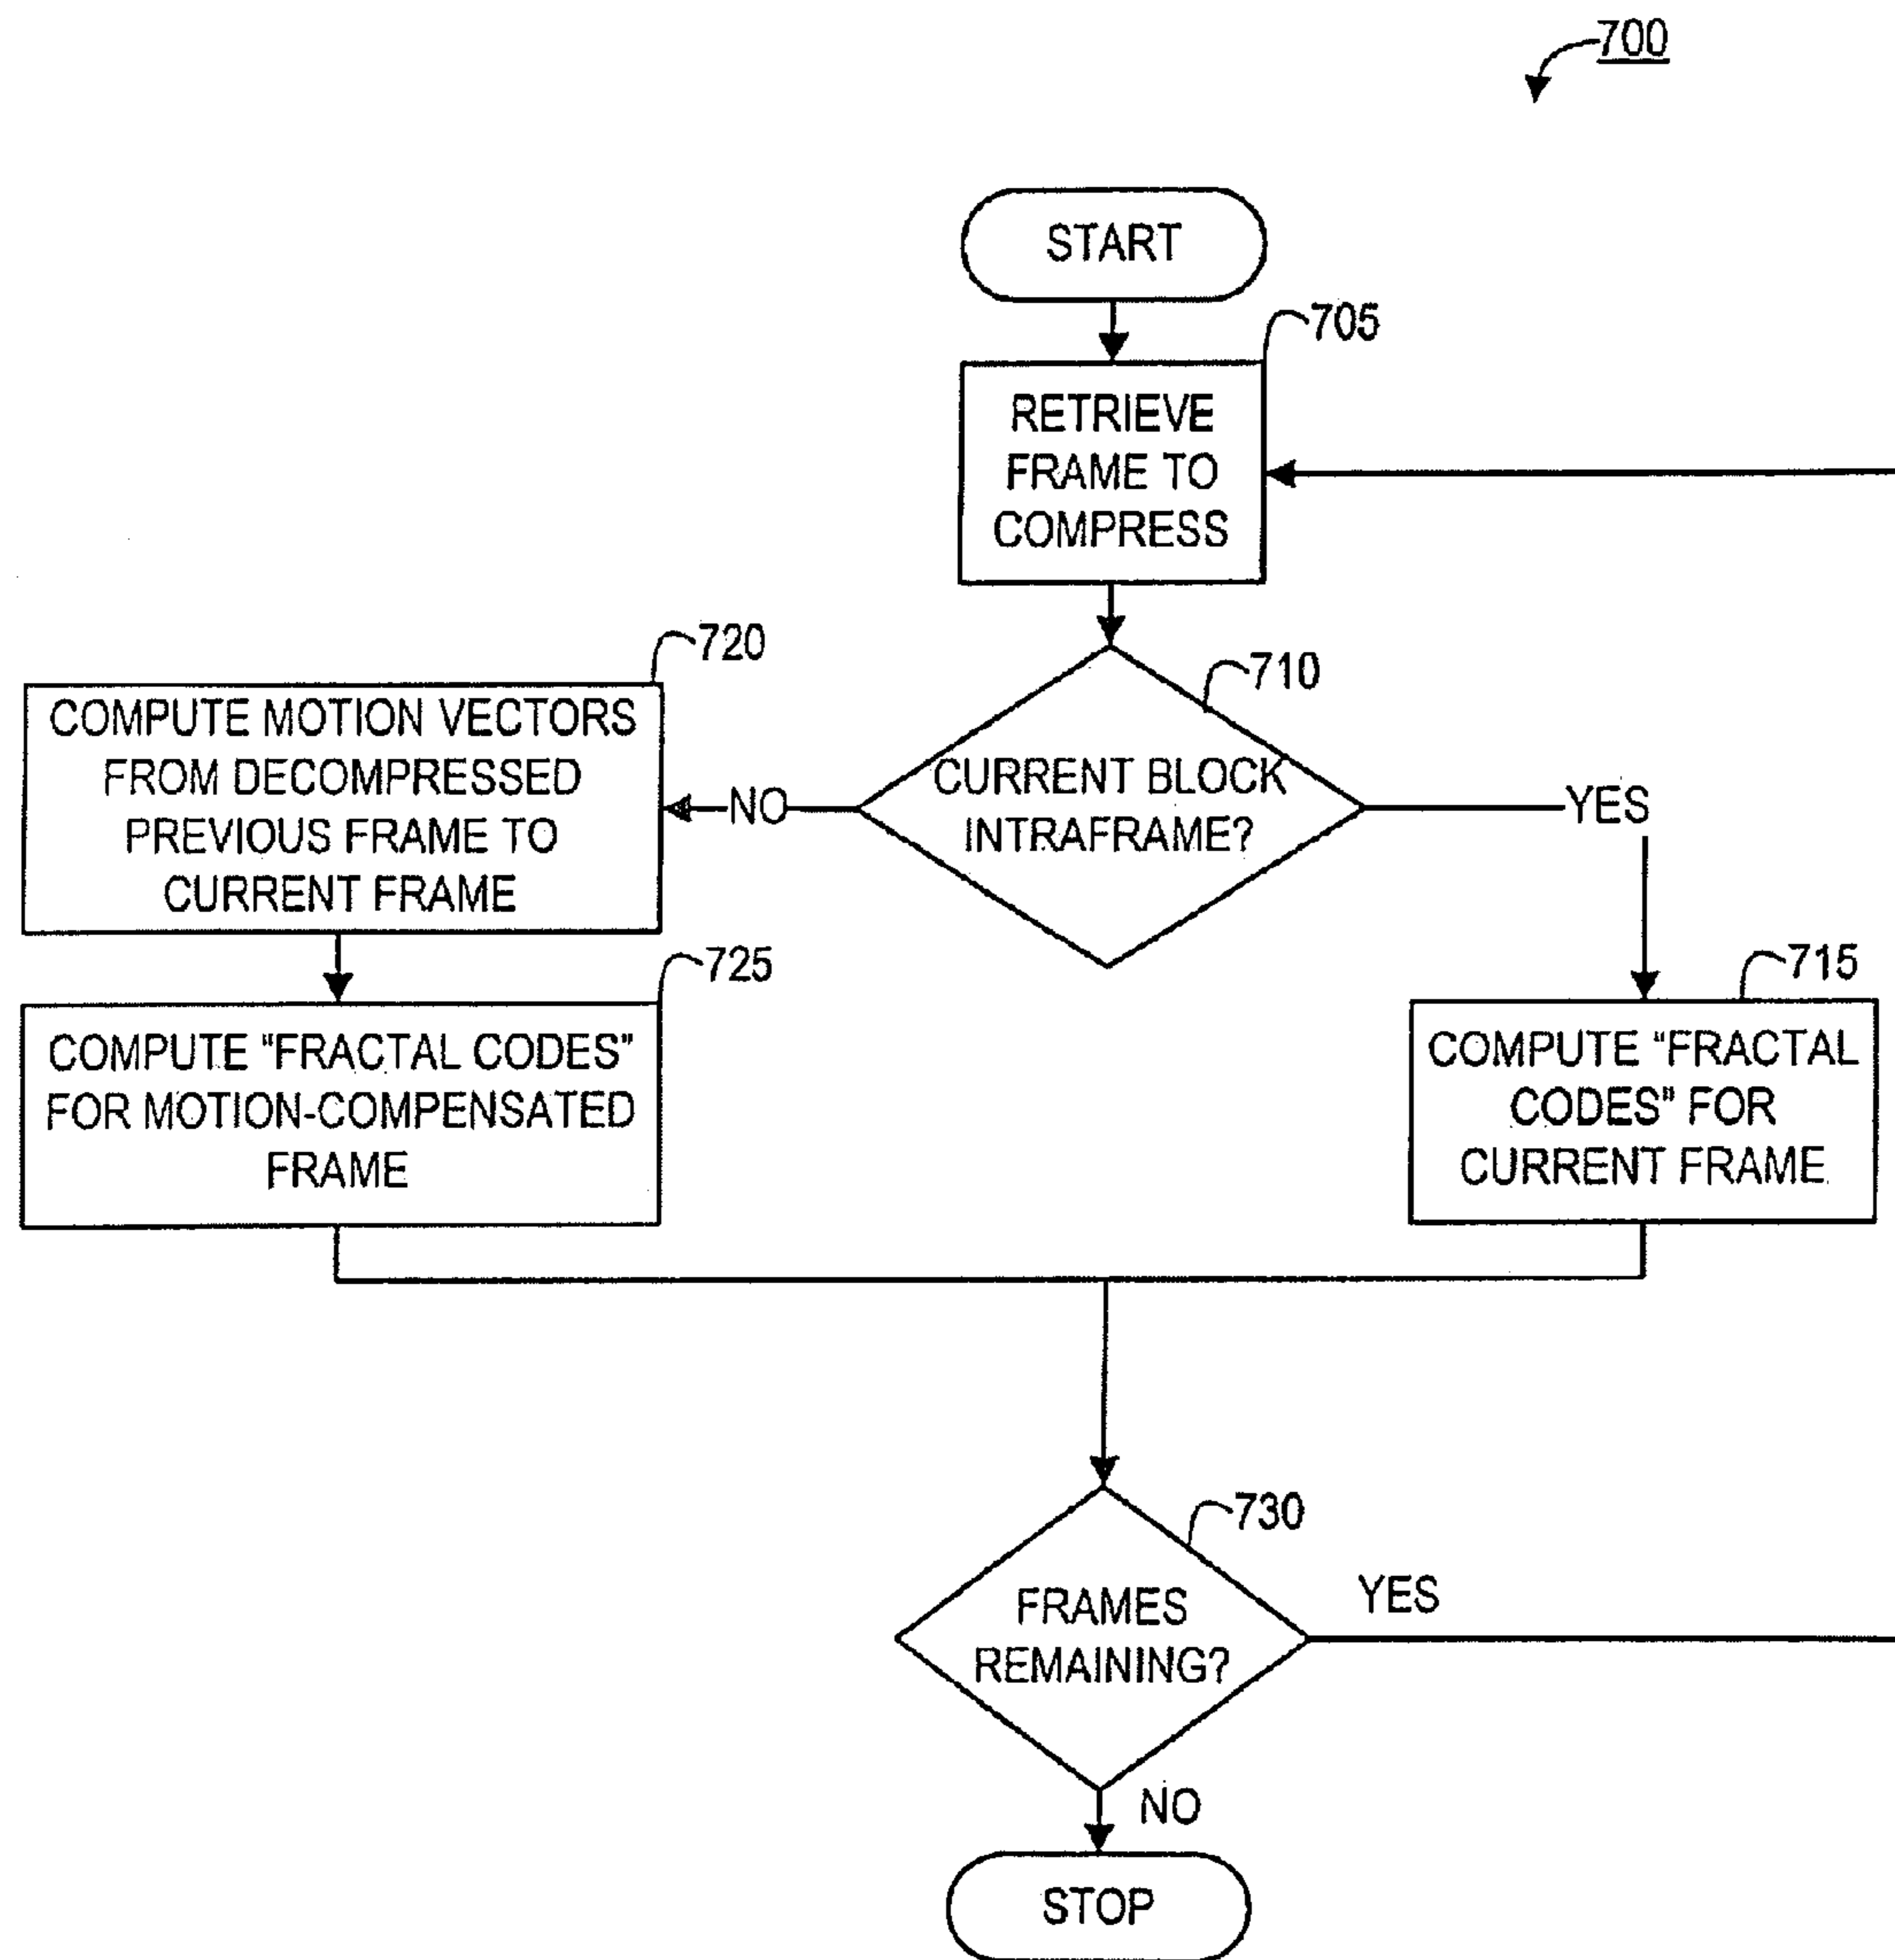 700
START
705
RETRIEVE
FRAME TO
COMPRESS
710
CURRENT BLOCK
INTRAFRAME?
NO
YES
720
COMPUTE MOTION VECTORS
FROM DECOMPRESSED
PREVIOUS FRAME TO
CURRENT FRAME
725
COMPUTE "FRACTAL CODES"
FOR MOTION-COMPENSATED
FRAME
715
COMPUTE "FRACTAL
CODES" FOR
CURRENT FRAME
730
FRAMES
REMAINING?
YES
NO
STOP